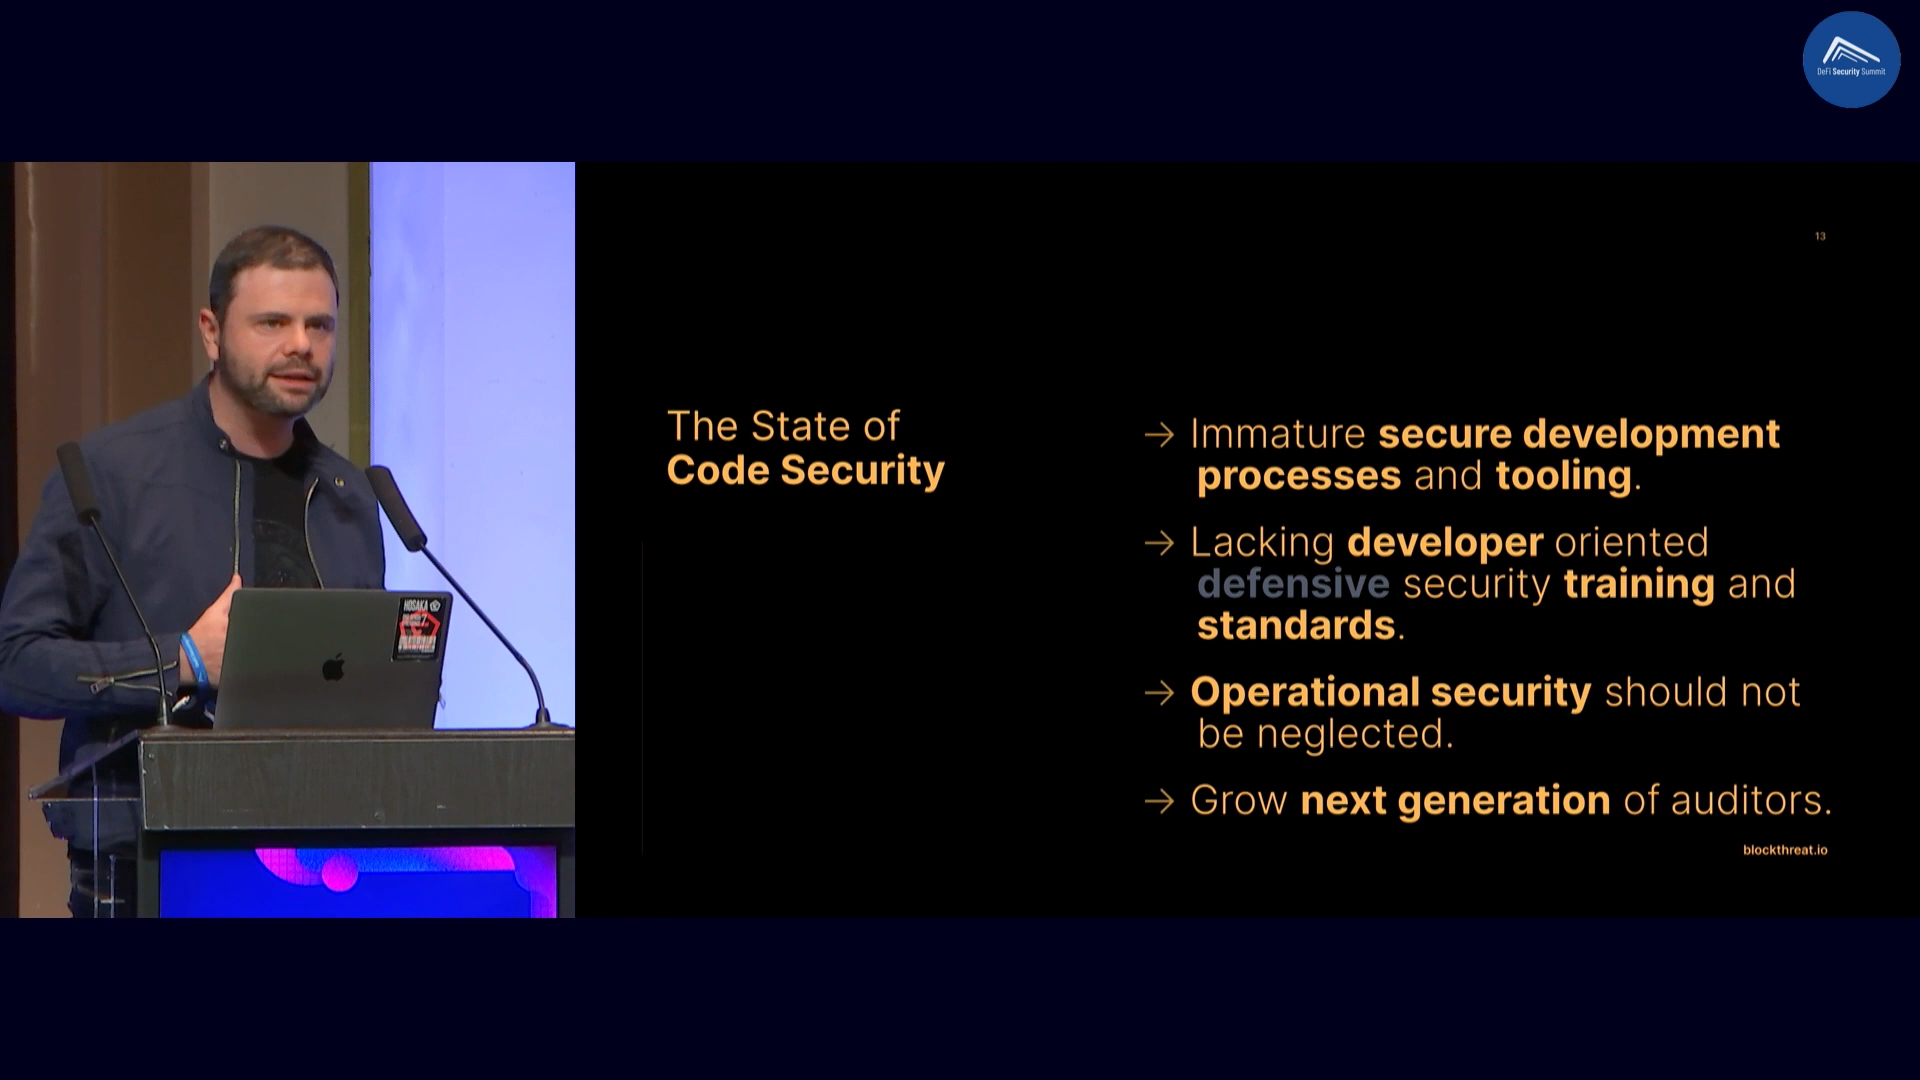 DeFi Security Summit
13
The State of
Code Security
→ Immature secure development
processes and tooling.
→ Lacking developer oriented
defensive security training and
standards.
→ Operational security should not
be neglected.
→ Grow next generation of auditors.
blockthreat.io
HOSAKA